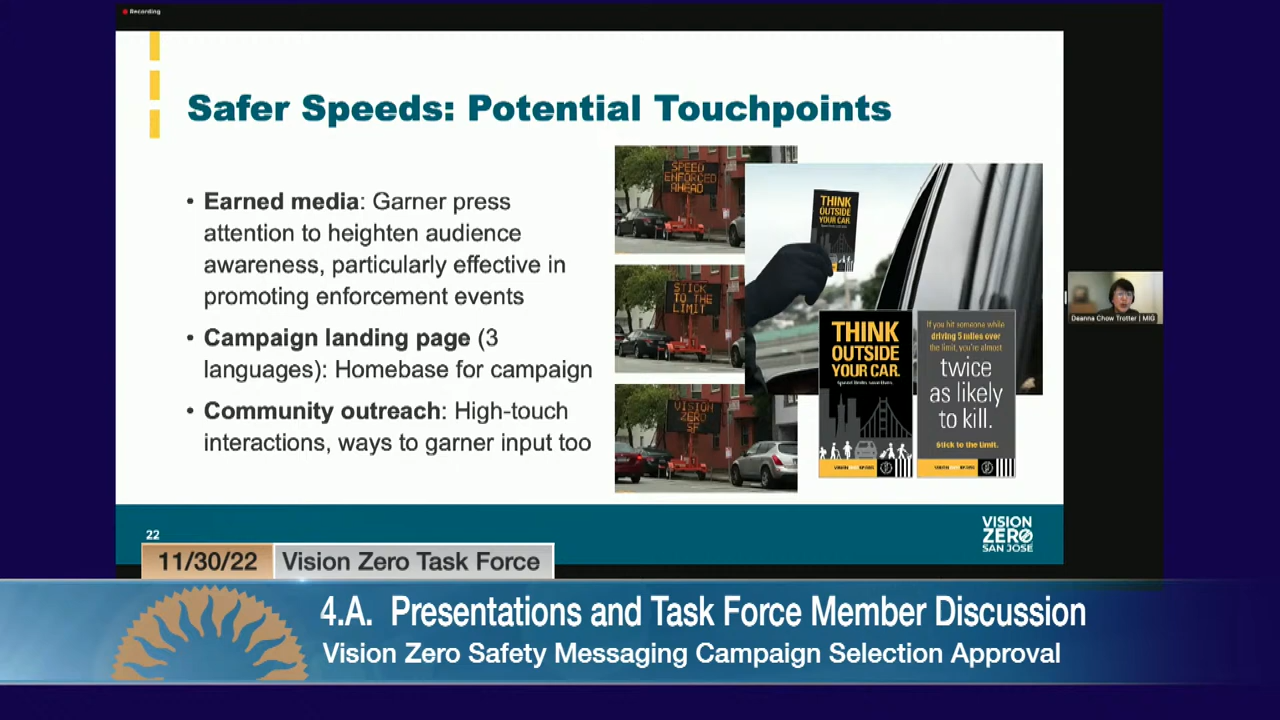 Recording
Safer Speeds: Potential Touchpoints
• Earned media: Garner press
attention to heighten audience
awareness, particularly effective in
promoting enforcement events
• Campaign landing page (3
languages): Homebase for campaign
• Community outreach: High-touch
interactions, ways to garner input too
SPEED
ENFORCED
AHEAD
STICK
TO THE
LIMIT
VISION
ZERO
SF
THINK
OUTSIDE
YOUR CAR.
THINK
OUTSIDE
YOUR CAR.
Speed limits save lives.
If you hit someone while
driving 5 miles over
the limit, you're almost
twice
as likely
to kill.
Stick to the limit.
Deanna Chow Trotter | MIG
22
VISION
ZERO
SAN JOSE
11/30/22
Vision Zero Task Force
4.A. Presentations and Task Force Member Discussion
Vision Zero Safety Messaging Campaign Selection Approval